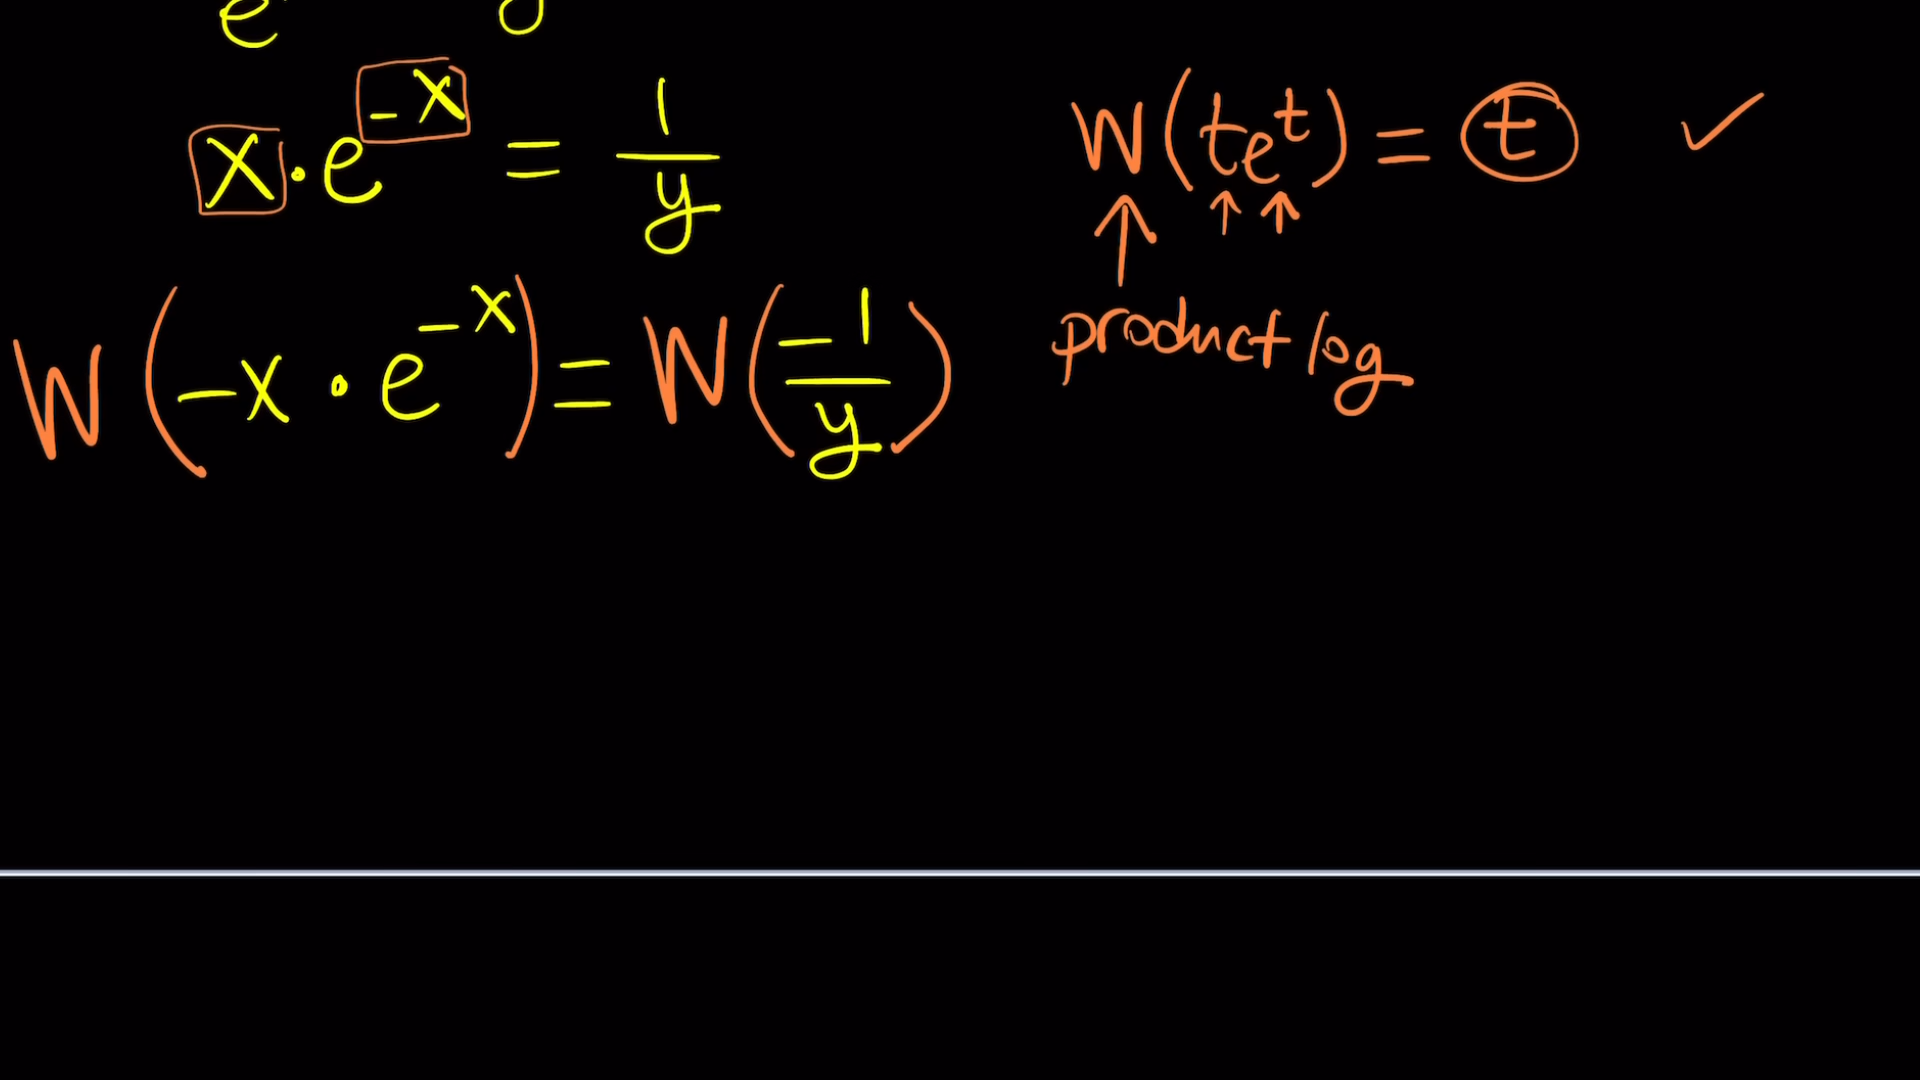 x · e^{-x} = 1/y
W(-x · e^{-x}) = W(-1/y)
W(te^t) = t ✓
↑ ↑ ↑
product log